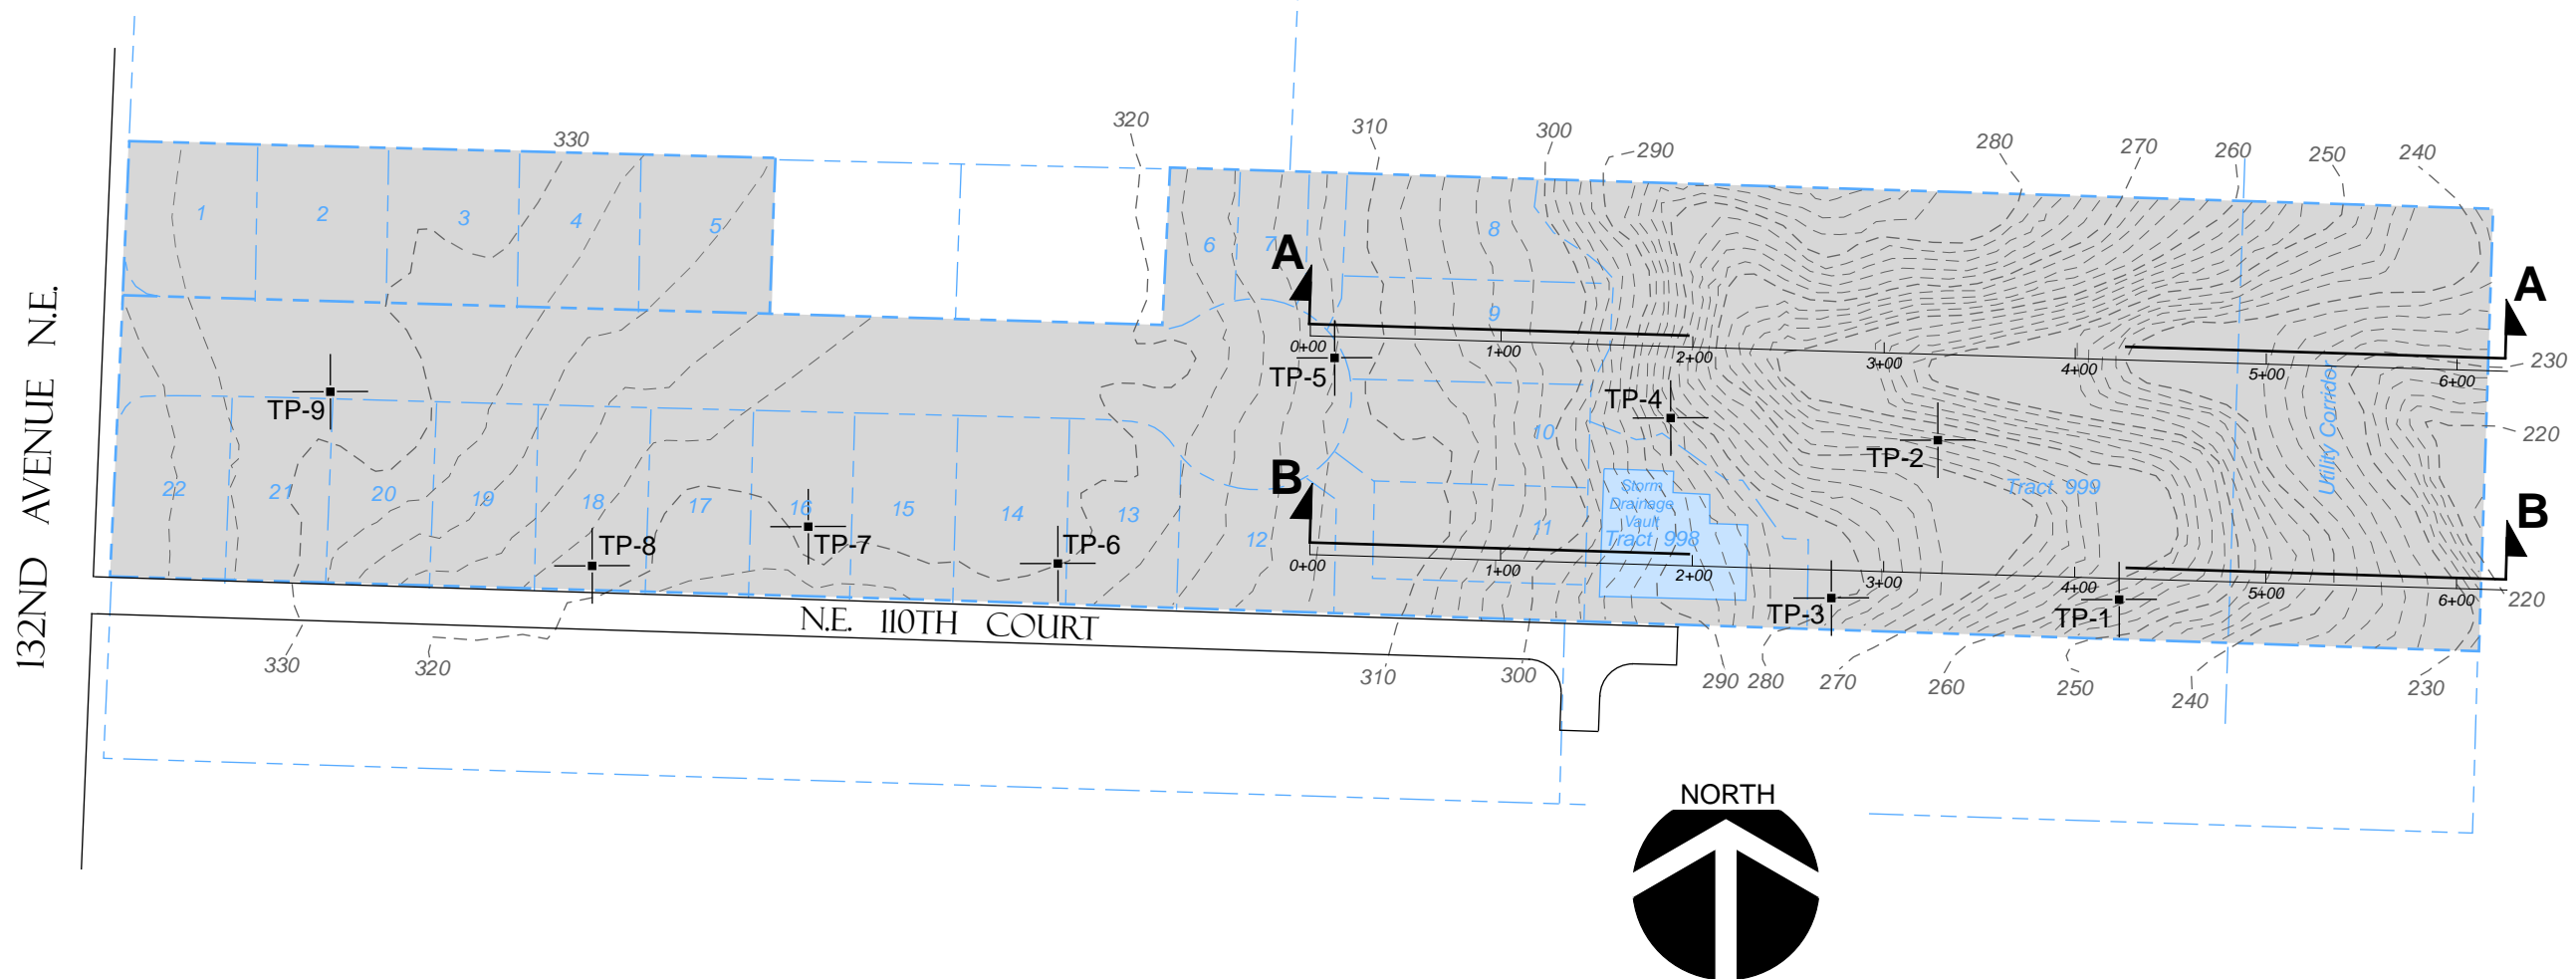 320
310
300
290
280
270
260
250
240
330
1
2
3
4
5
6
7
8
A
A
9
0+00
1+00
2+00
3+00
4+00
5+00
6+00
230
TP-5
TP-4
TP-9
10
TP-2
220
Utility Corridor
132ND AVENUE N.E.
B
B
22
21
20
19
18
17
16
15
14
13
12
11
Storm
Drainage
Vault
Tract 998
Tract 999
TP-8
TP-7
TP-6
0+00
1+00
2+00
3+00
4+00
5+00
6+00
220
TP-3
TP-1
N.E. 110TH COURT
330
320
310
300
290
280
270
260
250
240
230
NORTH